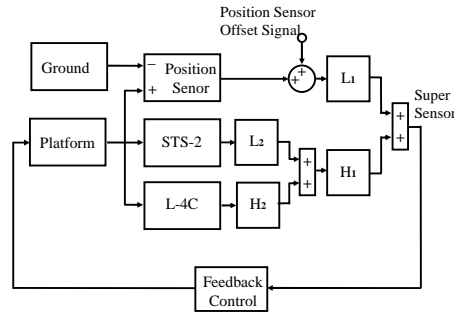 Position Sensor
Offset Signal
Ground
−
+
Position
Senor
+
+
L1
Super
Sensor
+
+
Platform
STS-2
L2
+
+
H1
L-4C
H2
Feedback
Control